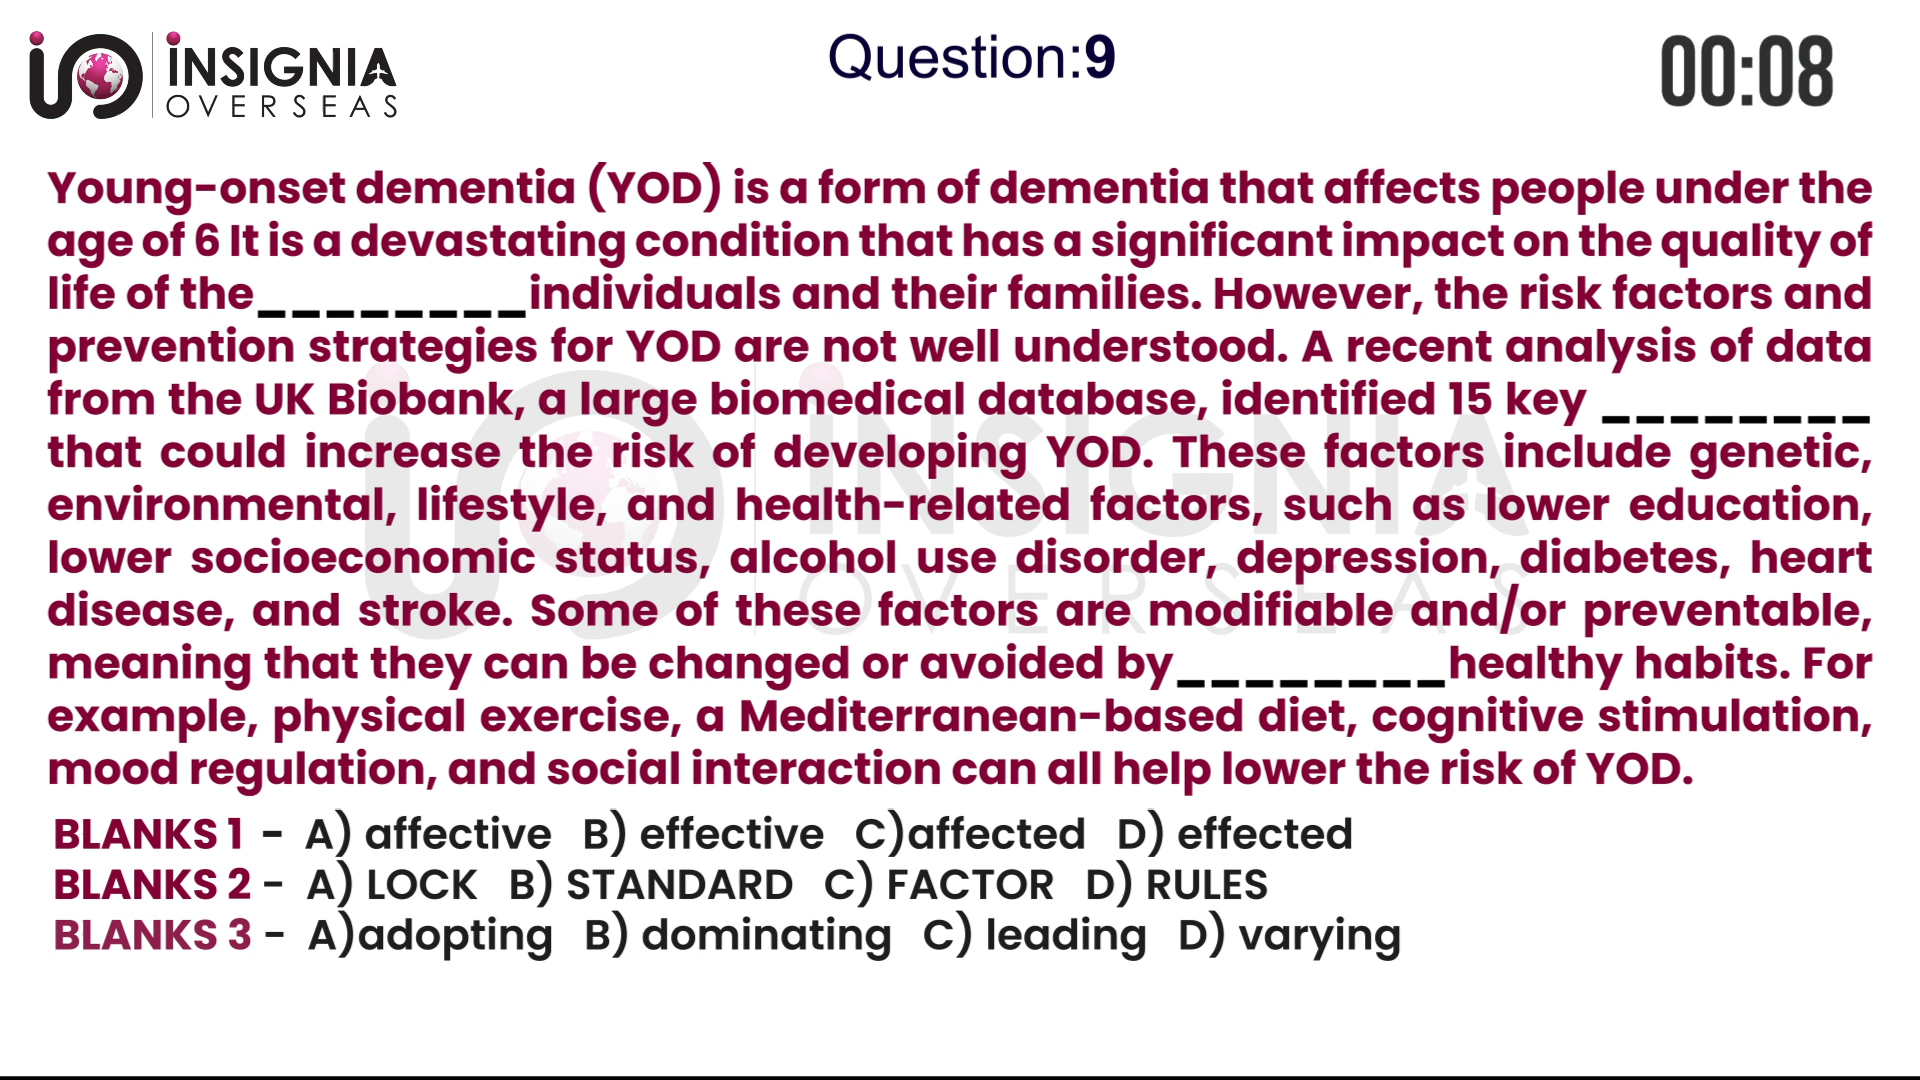 INSIGNIA
OVERSEAS
Question:9
00:08
Young-onset dementia (YOD) is a form of dementia that affects people under the
age of 6 It is a devastating condition that has a significant impact on the quality of
life of the________individuals and their families. However, the risk factors and
prevention strategies for YOD are not well understood. A recent analysis of data
from the UK Biobank, a large biomedical database, identified 15 key ________
that could increase the risk of developing YOD. These factors include genetic,
environmental, lifestyle, and health-related factors, such as lower education,
lower socioeconomic status, alcohol use disorder, depression, diabetes, heart
disease, and stroke. Some of these factors are modifiable and/or preventable,
meaning that they can be changed or avoided by________healthy habits. For
example, physical exercise, a Mediterranean-based diet, cognitive stimulation,
mood regulation, and social interaction can all help lower the risk of YOD.
INSIGNIA
OVERSEAS
BLANKS 1 - A) affective B) effective C)affected D) effected
BLANKS 2 - A) LOCK B) STANDARD C) FACTOR D) RULES
BLANKS 3 - A)adopting B) dominating C) leading D) varying